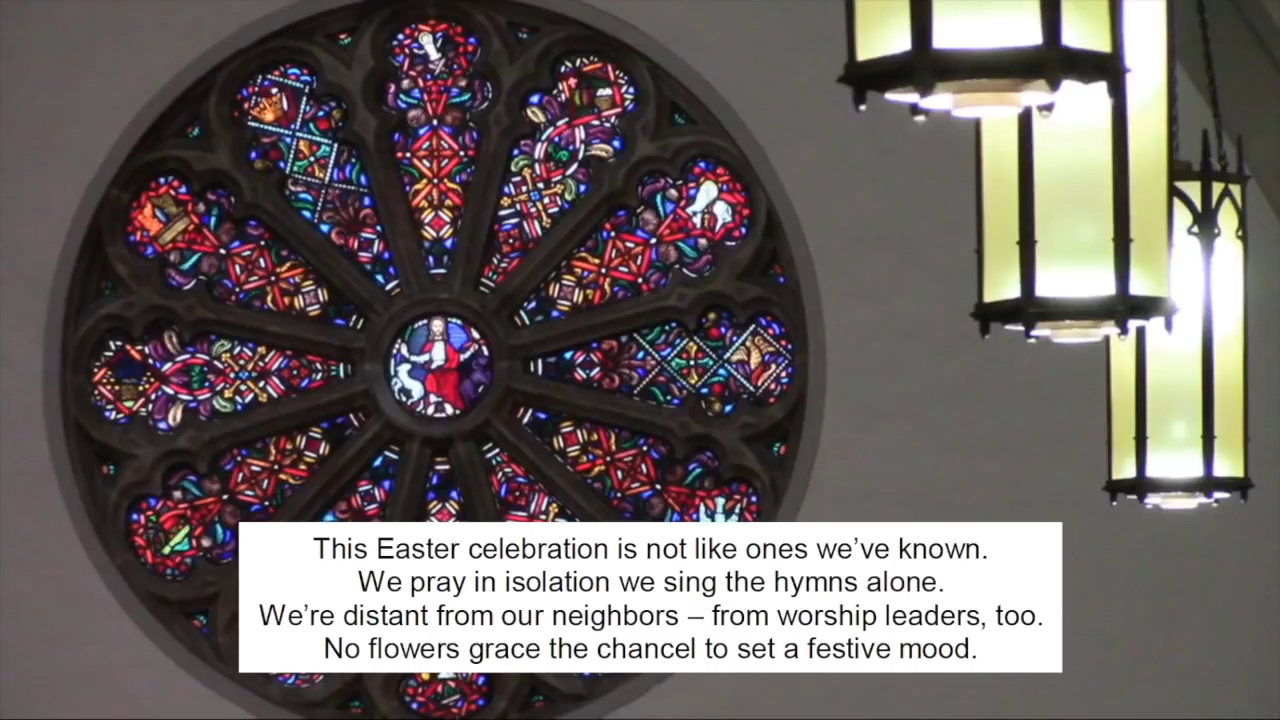 This Easter celebration is not like ones we've known.
We pray in isolation we sing the hymns alone.
We're distant from our neighbors – from worship leaders, too.
No flowers grace the chancel to set a festive mood.